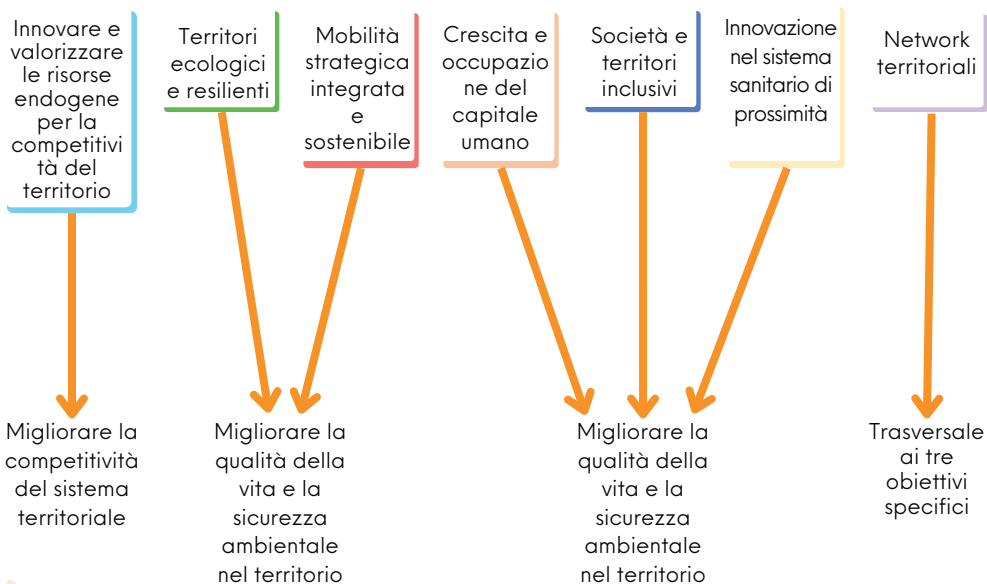 Innovare e
valorizzare
le risorse
endogene
per la
competitivi
tà del
territorio
Territori
ecologici
e resilienti
Mobilità
strategica
integrata
e
sostenibile
Crescita e
occupazio
ne del
capitale
umano
Società e
territori
inclusivi
Innovazione
nel sistema
sanitario di
prossimità
Network
territoriali
Migliorare la
competitività
del sistema
territoriale
Migliorare la
qualità della
vita e la
sicurezza
ambientale
nel territorio
Migliorare la
qualità della
vita e la
sicurezza
ambientale
nel territorio
Trasversale
ai tre
obiettivi
specifici